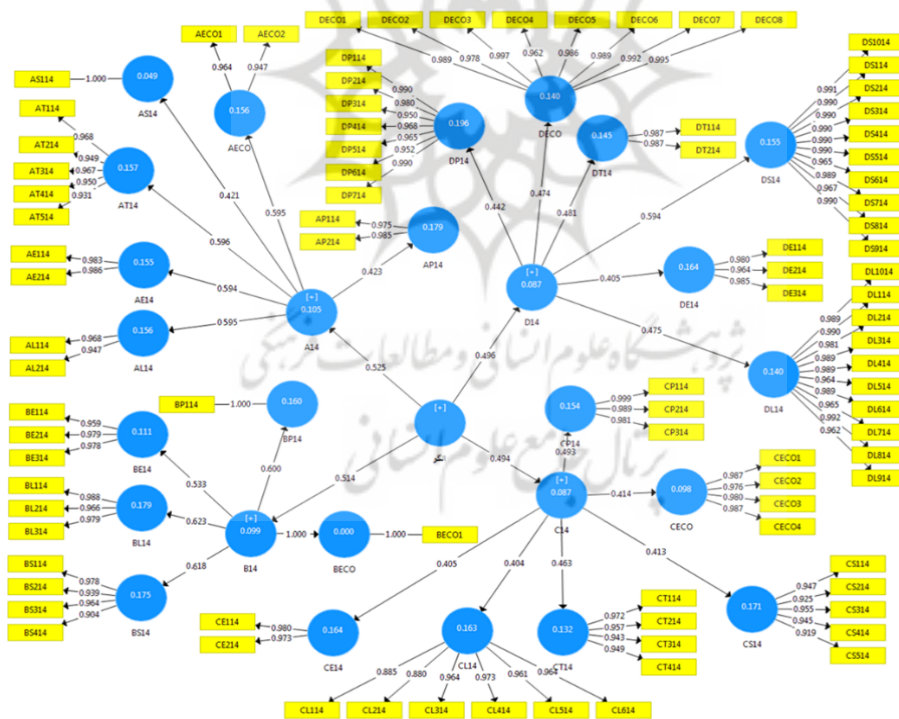 DECO1 DECO2 DECO3 DECO4 DECO5 DECO6 DECO7 DECO8
0.989 0.978 0.997 0.962 0.986 0.989 0.992 0.995
0.140
DECO
AECO1 AECO2
0.964 0.947
0.156
AECO
AS114
1.000
0.049
AS14
AT114
AT214
AT314
AT414
AT514
0.968
0.949
0.967
0.950
0.931
0.157
AT14
AE114
AE214
0.983
0.986
0.155
AE14
AL114
AL214
0.968
0.947
0.156
AL14
0.421
0.595
0.596
0.594
0.595
0.423
[+]
0.105
A14
AP114
AP214
0.975
0.985
0.179
AP14
DP114
DP214
DP314
DP414
DP514
DP614
DP714
0.990
0.980
0.950
0.968
0.965
0.952
0.990
0.196
DP14
0.145
DT14
0.987
0.987
DT114
DT214
0.442
0.474
0.481
0.594
0.405
0.475
[+]
0.087
D14
0.155
DS14
0.991
0.990
0.990
0.990
0.990
0.990
0.965
0.989
0.967
0.990
DS1014
DS114
DS214
DS314
DS414
DS514
DS614
DS714
DS814
DS914
0.164
DE14
0.980
0.964
0.985
DE114
DE214
DE314
0.140
DL14
0.989
0.990
0.981
0.989
0.989
0.964
0.989
0.965
0.992
0.962
DL1014
DL114
DL214
DL314
DL414
DL514
DL614
DL714
DL814
DL914
پژوهشگاه علوم انسانی و مطالعات فرهنگی
پرتال جامع علوم انسانی
0.525
0.496
0.514
0.494
[+]
BP114
1.000
0.160
BP14
BE114
BE214
BE314
0.959
0.979
0.978
0.111
BE14
BL114
BL214
BL314
0.988
0.966
0.979
0.179
BL14
BS114
BS214
BS314
BS414
0.978
0.939
0.964
0.904
0.175
BS14
0.600
0.533
0.623
0.618
1.000
[+]
0.099
B14
0.000
BECO
1.000
BECO1
0.154
CP14
0.999
0.989
0.981
CP114
CP214
CP314
0.493
0.414
0.405
0.404
0.463
0.413
[+]
0.087
C14
0.098
CECO
0.987
0.976
0.980
0.987
CECO1
CECO2
CECO3
CECO4
CE114
CE214
0.980
0.973
0.164
CE14
0.163
CL14
0.885 0.880 0.964 0.973 0.961 0.964
CL114 CL214 CL314 CL414 CL514 CL614
0.132
CT14
0.972
0.957
0.943
0.949
CT114
CT214
CT314
CT414
0.171
CS14
0.947
0.925
0.955
0.945
0.919
CS114
CS214
CS314
CS414
CS514